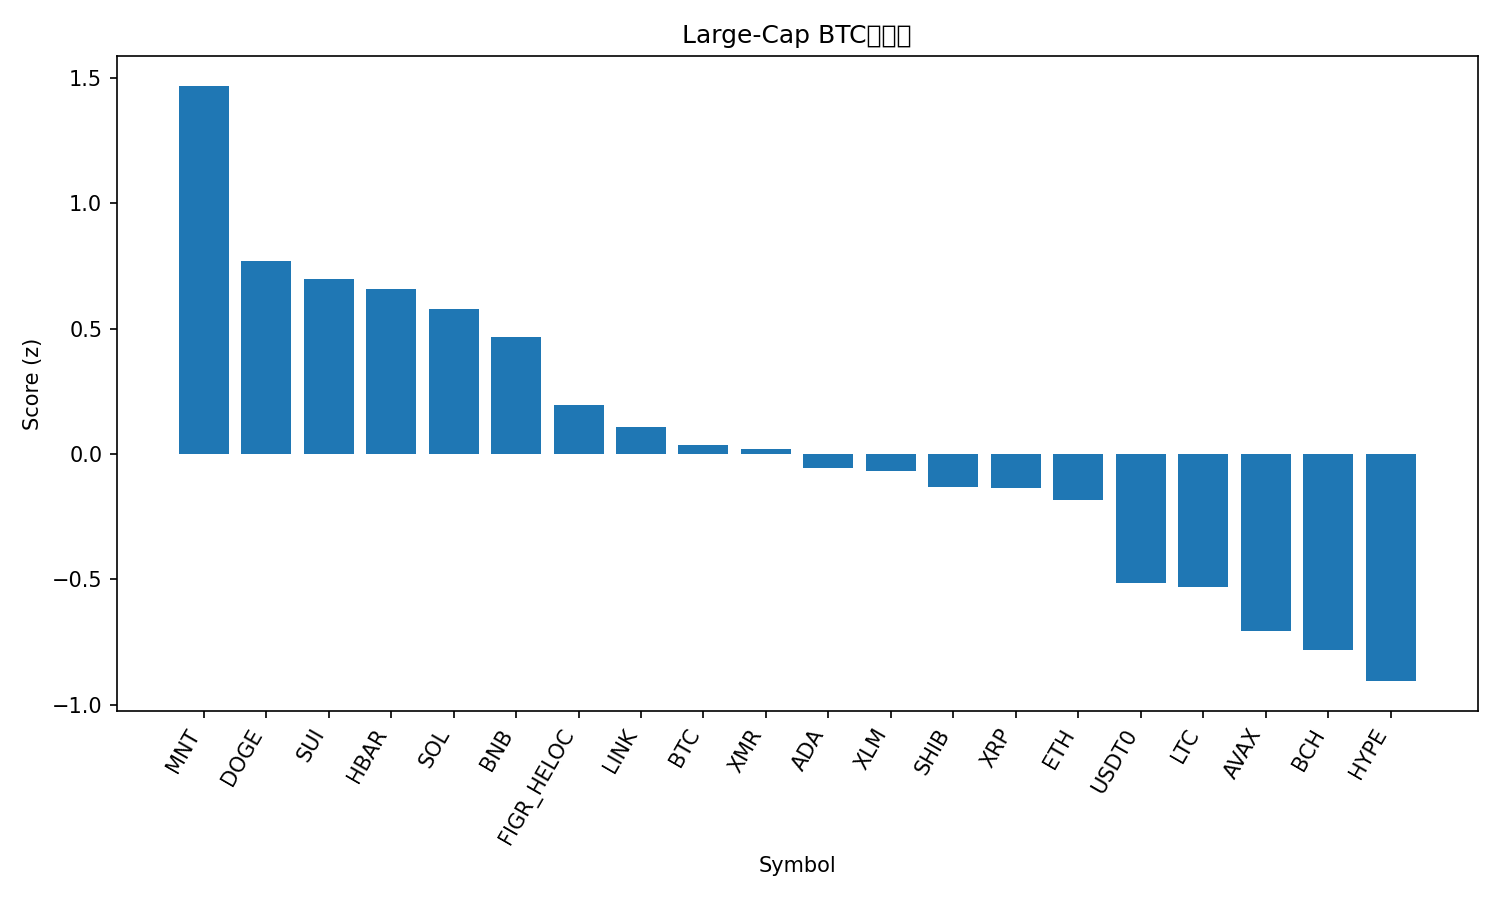 Large-Cap BTC
1.5
1.0
0.5
0.0
−0.5
−1.0
Score (z)
MNT
DOGE
SUI
HBAR
SOL
BNB
FIGR_HELOC
LINK
BTC
XMR
ADA
XLM
SHIB
XRP
ETH
USDT0
LTC
AVAX
BCH
HYPE
Symbol